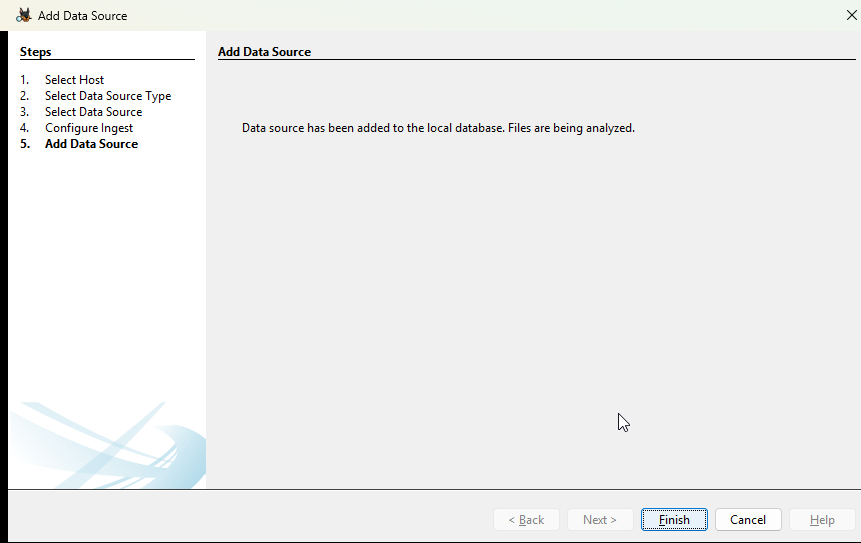 Add Data Source
Steps
1. Select Host
2. Select Data Source Type
3. Select Data Source
4. Configure Ingest
5. Add Data Source
Add Data Source
Data source has been added to the local database. Files are being analyzed.
< Back
Next >
Finish
Cancel
Help